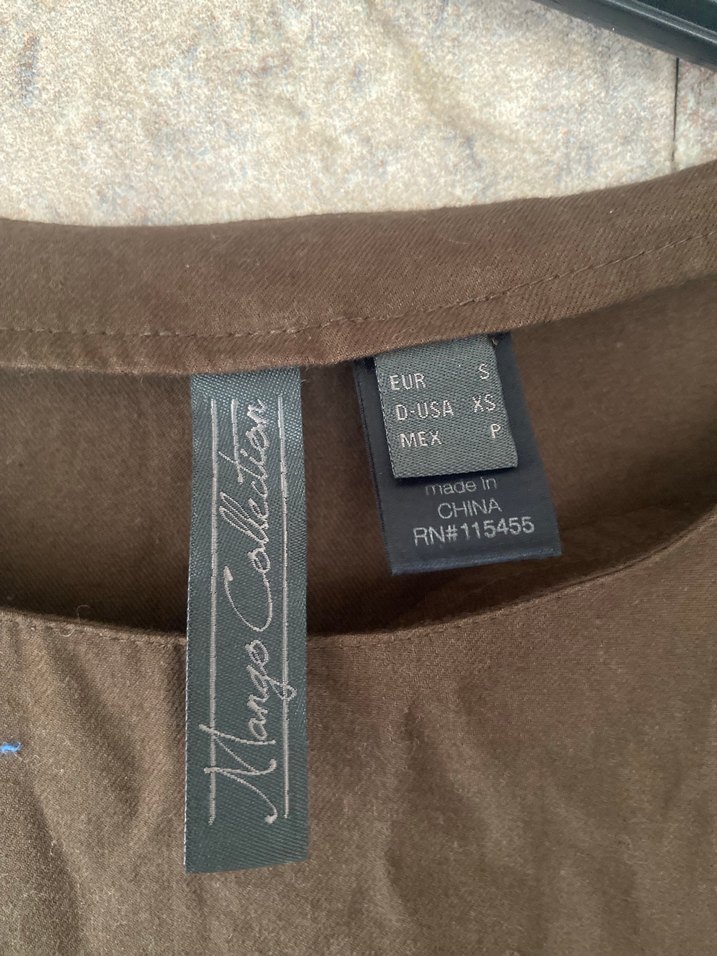 Mango Collection
EUR S
D-USA XS
MEX P
made in
CHINA
RN#115455